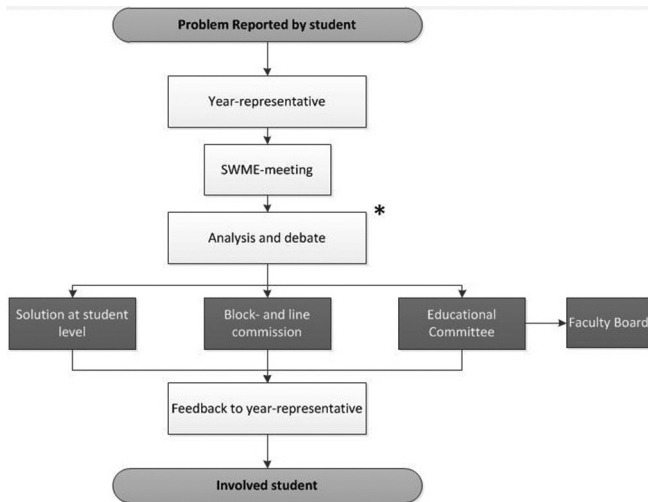 Problem Reported by student
Year-representative
SWME-meeting
*
Analysis and debate
Solution at student
level
Block- and line
commission
Educational
Committee
Faculty Board
Feedback to year-representative
Involved student